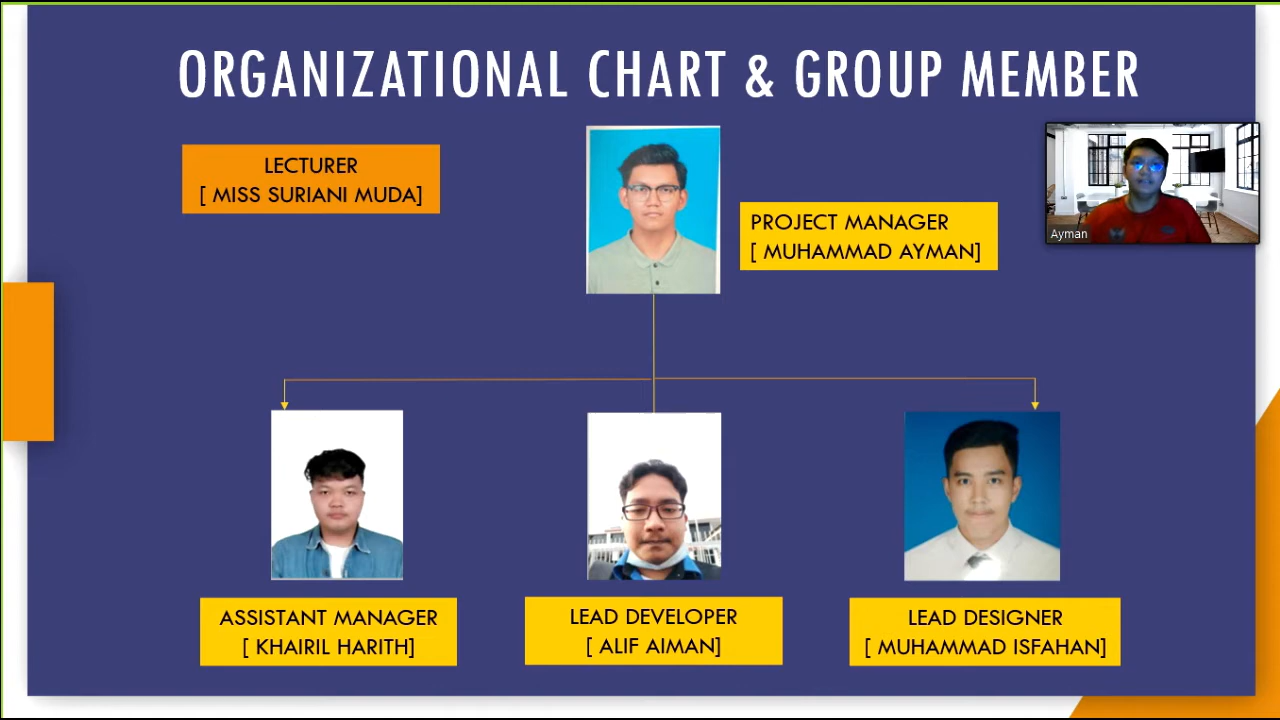 ORGANIZATIONAL CHART & GROUP MEMBER
LECTURER
[ MISS SURIANI MUDA]
PROJECT MANAGER
[ MUHAMMAD AYMAN]
Ayman
ASSISTANT MANAGER
[ KHAIRIL HARITH]
LEAD DEVELOPER
[ ALIF AIMAN]
LEAD DESIGNER
[ MUHAMMAD ISFAHAN]